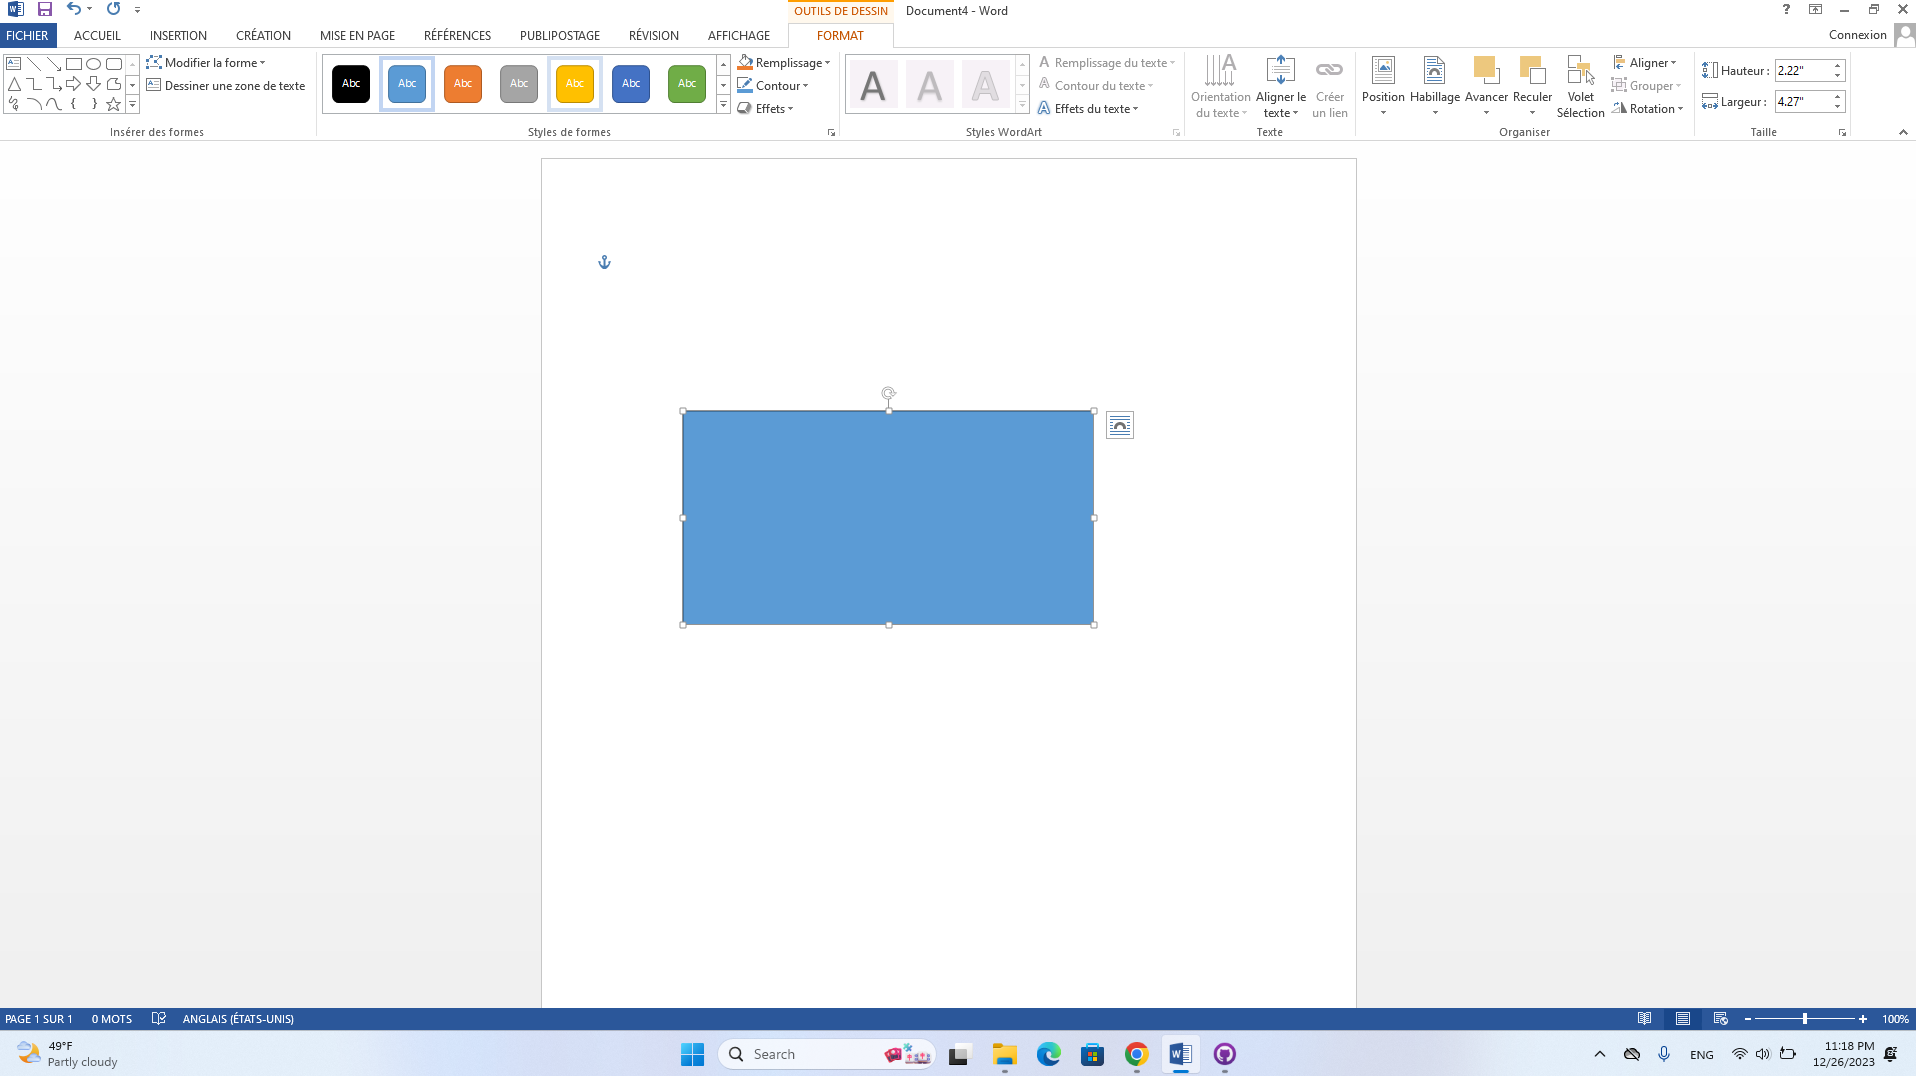 OUTILS DE DESSIN Document4 - Word
FICHIER ACCUEIL INSERTION CRÉATION MISE EN PAGE RÉFÉRENCES PUBLIPOSTAGE RÉVISION AFFICHAGE FORMAT Connexion
Modifier la forme
Dessiner une zone de texte
Insérer des formes
Abc Abc Abc Abc Abc Abc Abc
Remplissage
Contour
Effets
Styles de formes
A A A
Remplissage du texte
Contour du texte
Effets du texte
Styles WordArt
Orientation du texte
Aligner le texte
Créer un lien
Texte
Position
Habillage
Avancer
Reculer
Volet Sélection
Aligner
Grouper
Rotation
Organiser
Hauteur : 2.22"
Largeur : 4.27"
Taille
PAGE 1 SUR 1 0 MOTS ANGLAIS (ÉTATS-UNIS) 100%
49°F
Partly cloudy
Search
ENG
11:18 PM
12/26/2023